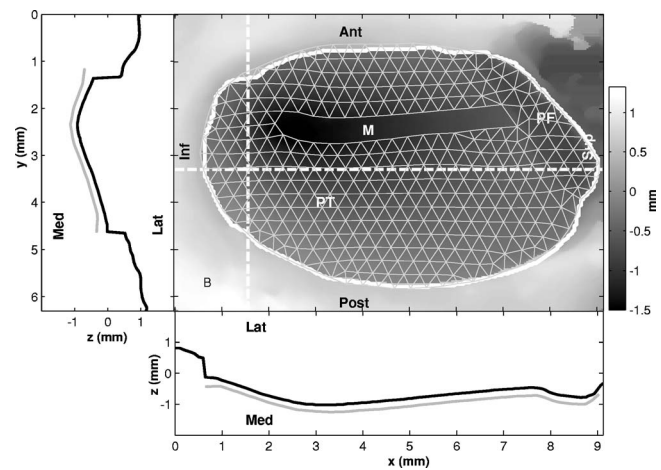 0
1
2
3
4
5
6
y (mm)
Med
Lat
-1 0 1
z (mm)
Ant
Inf
M
PF
Sup
PT
B
Post
1
0.5
0
-0.5
-1
-1.5
mm
Lat
1
0
-1
z (mm)
Med
0 1 2 3 4 5 6 7 8 9
x (mm)